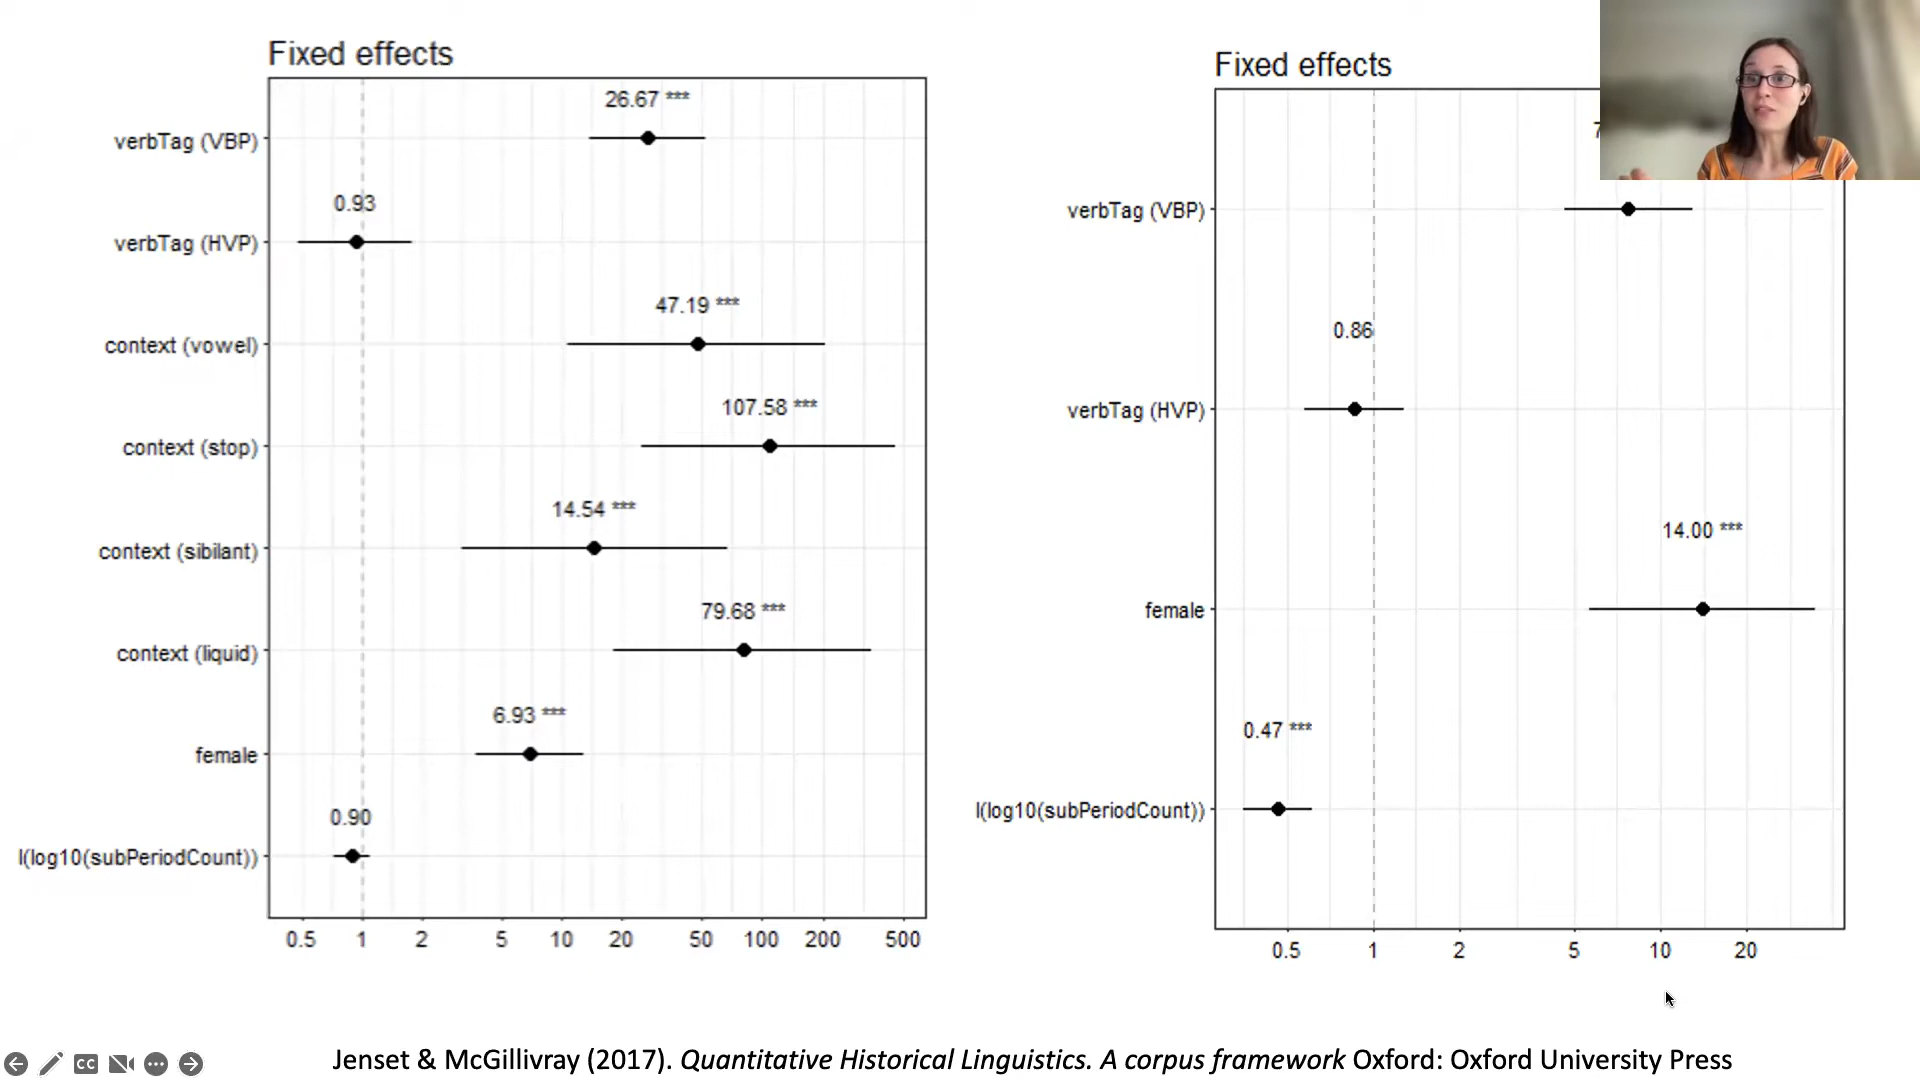 Fixed effects
26.67 ***
verbTag (VBP)
0.93
verbTag (HVP)
47.19 ***
context (vowel)
107.58 ***
context (stop)
14.54 ***
context (sibilant)
79.68 ***
context (liquid)
6.93 ***
female
0.90
I(log10(subPeriodCount))
0.5 1 2 5 10 20 50 100 200 500
Fixed effects
verbTag (VBP)
0.86
verbTag (HVP)
14.00 ***
female
0.47 ***
I(log10(subPeriodCount))
0.5 1 2 5 10 20
CC
Jenset & McGillivray (2017). Quantitative Historical Linguistics. A corpus framework Oxford: Oxford University Press